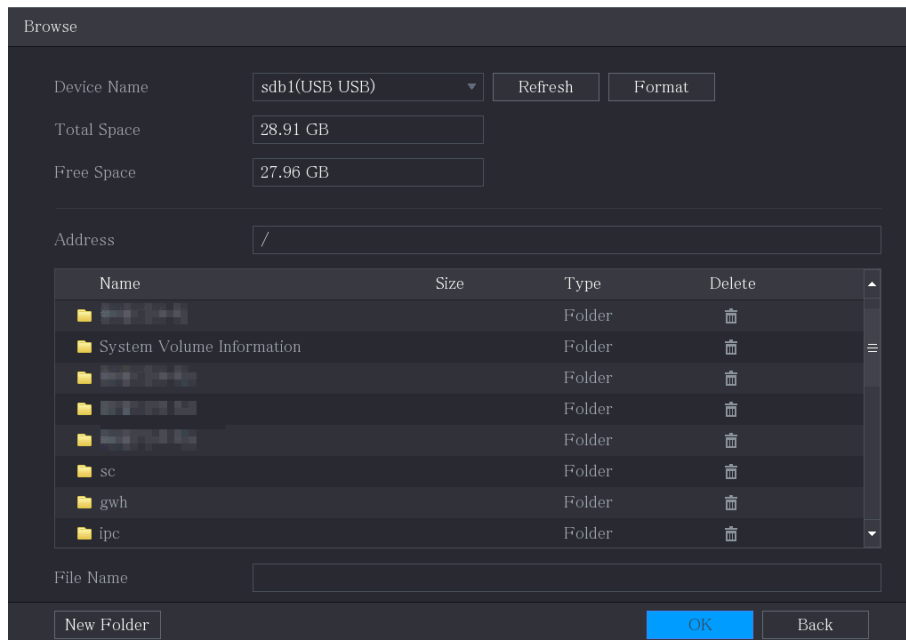 Browse
Device Name sdb1(USB USB) Refresh Format
Total Space 28.91 GB
Free Space 27.96 GB
Address /
Name Size Type Delete
Folder
System Volume Information Folder
Folder
Folder
Folder
sc Folder
gwh Folder
ipc Folder
File Name
New Folder OK Back